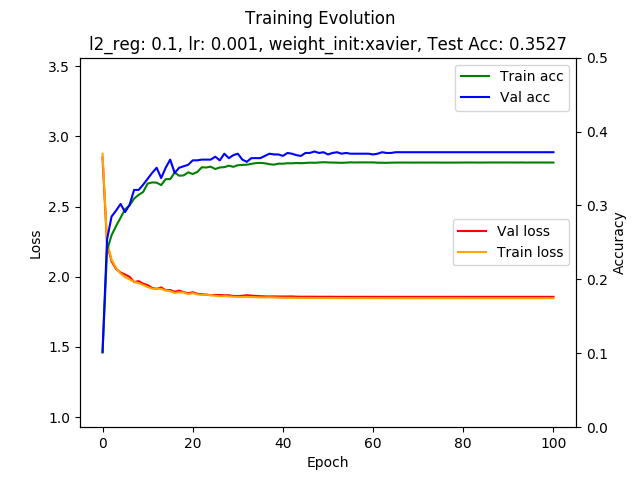 Training Evolution
l2_reg: 0.1, lr: 0.001, weight_init:xavier, Test Acc: 0.3527
3.5
3.0
2.5
2.0
1.5
1.0
Loss
0
20
40
60
80
100
Epoch
0.5
0.4
0.3
0.2
0.1
0.0
Accuracy
Train acc
Val acc
Val loss
Train loss